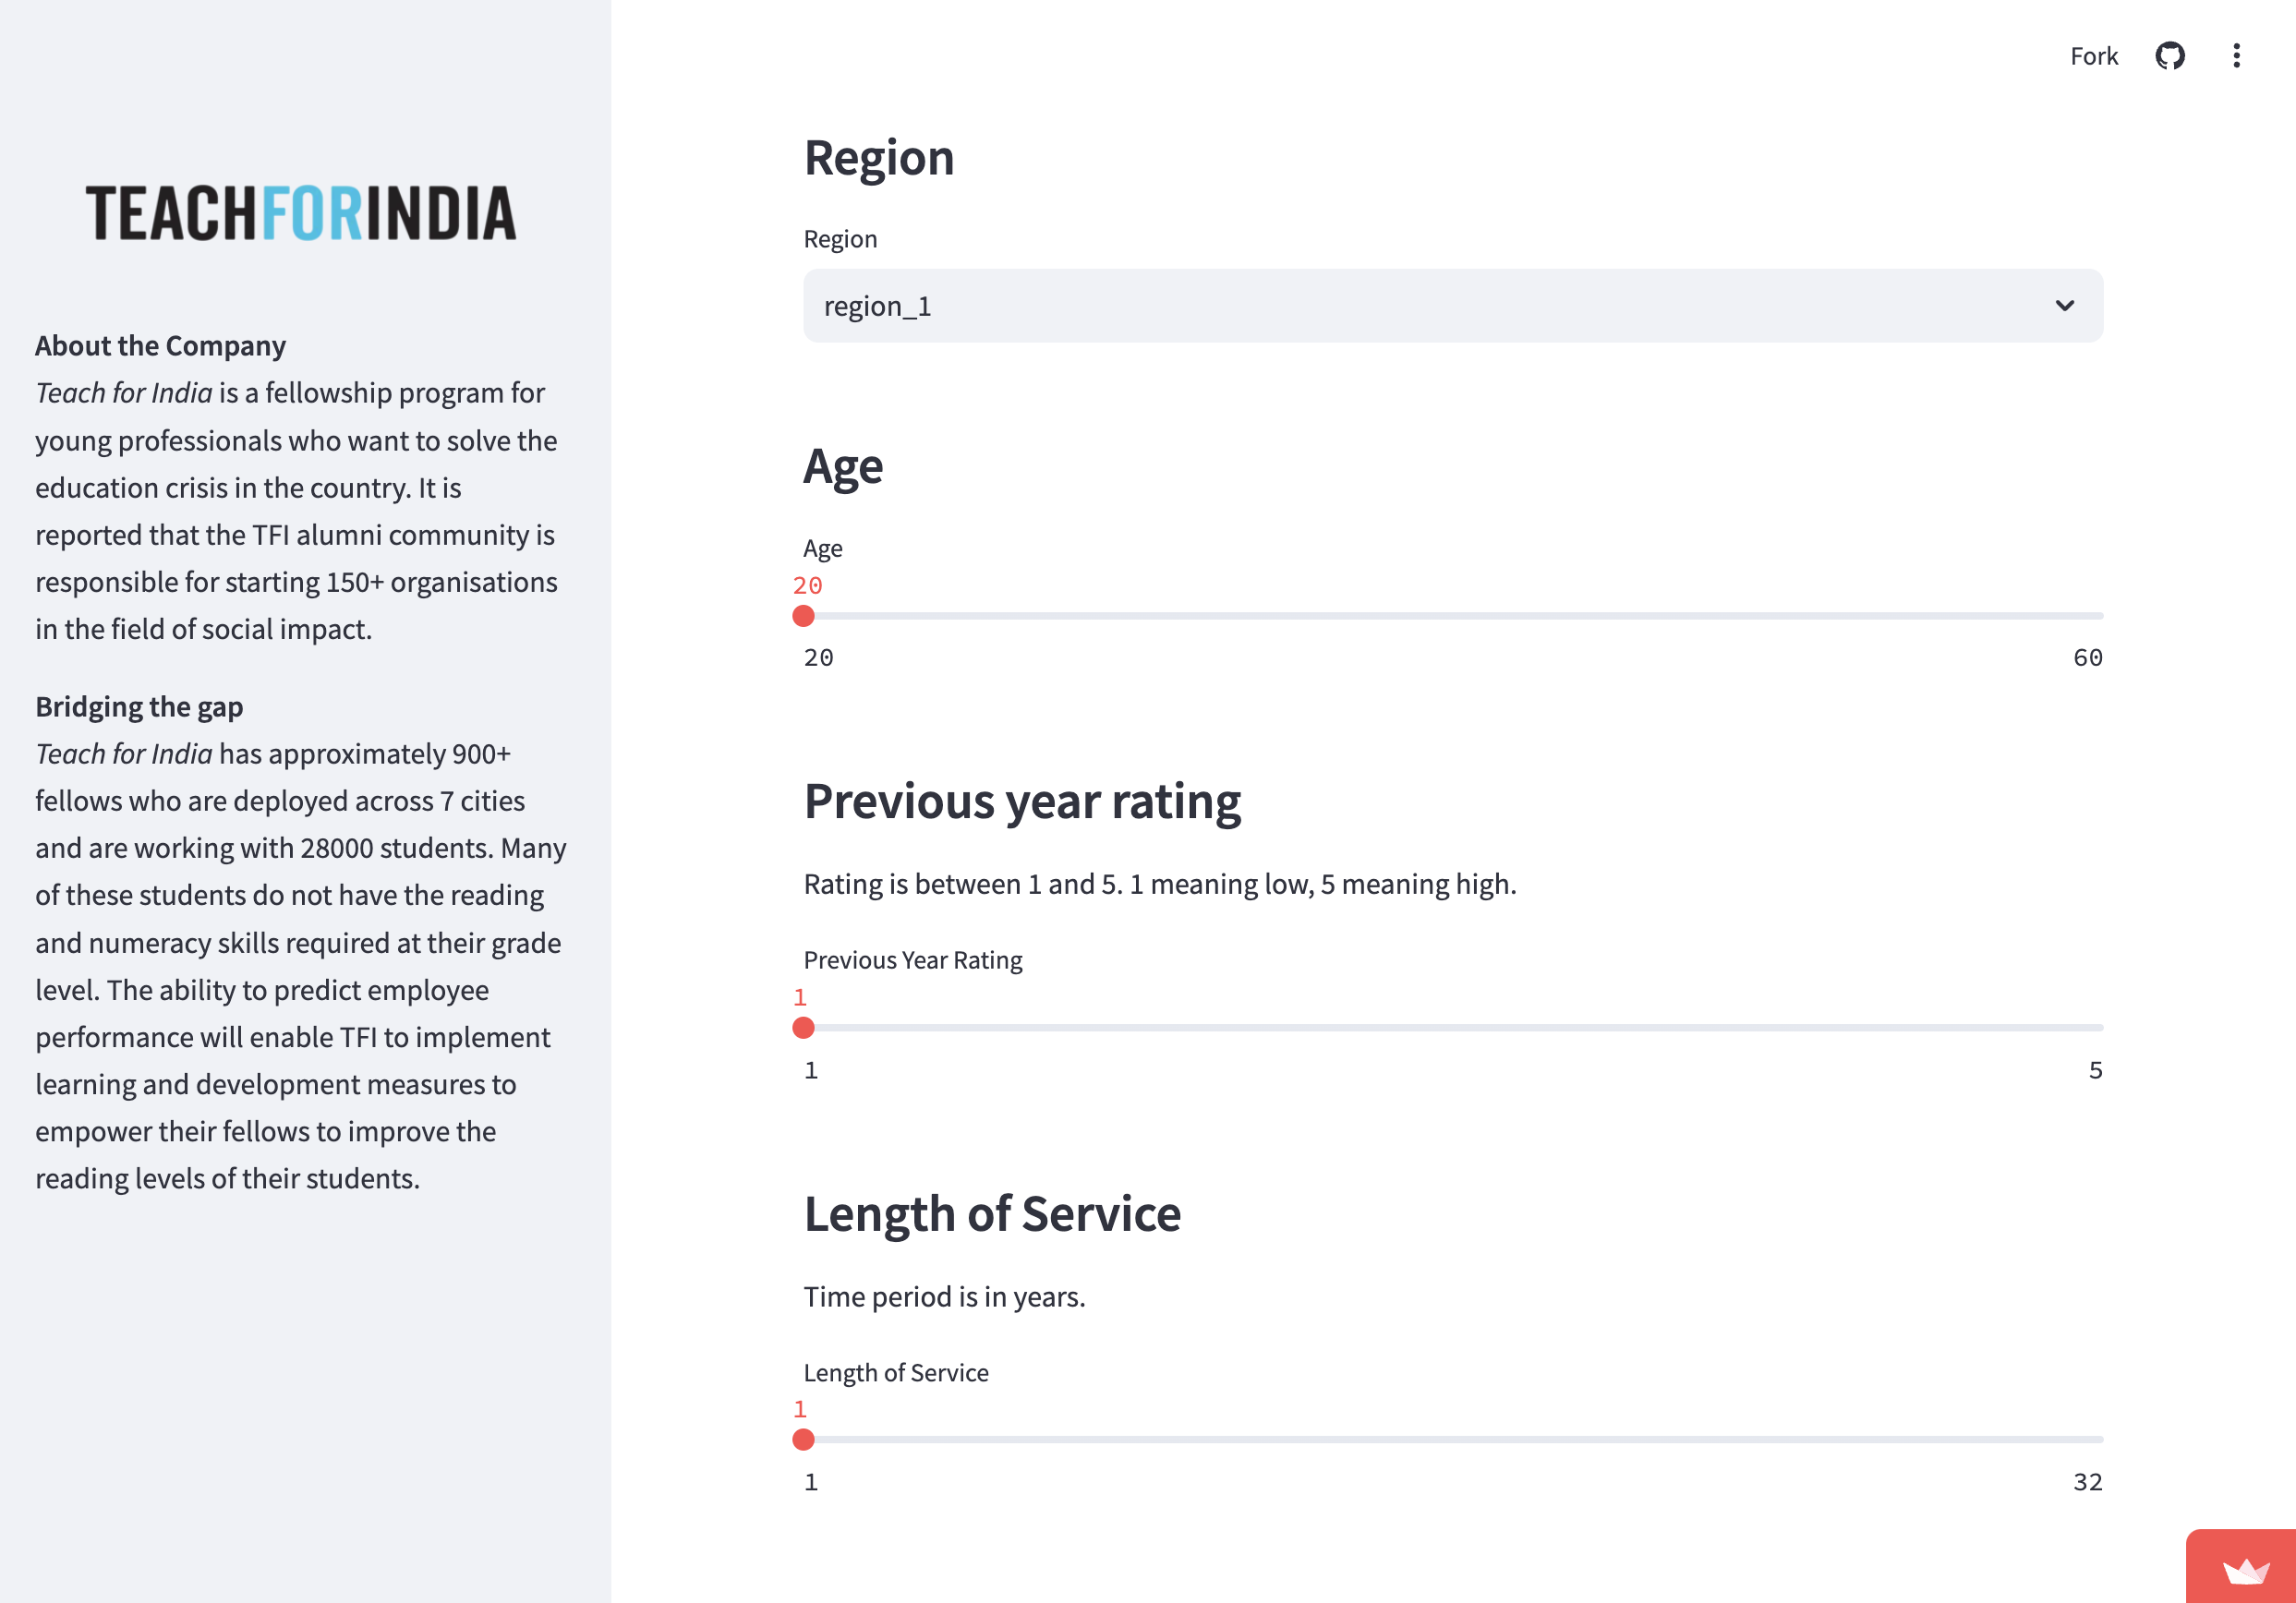 TEACHFORINDIA
About the Company
Teach for India is a fellowship program for
young professionals who want to solve the
education crisis in the country. It is
reported that the TFI alumni community is
responsible for starting 150+ organisations
in the field of social impact.
Bridging the gap
Teach for India has approximately 900+
fellows who are deployed across 7 cities
and are working with 28000 students. Many
of these students do not have the reading
and numeracy skills required at their grade
level. The ability to predict employee
performance will enable TFI to implement
learning and development measures to
empower their fellows to improve the
reading levels of their students.
Fork
Region
Region
region_1
Age
Age
20
20 60
Previous year rating
Rating is between 1 and 5. 1 meaning low, 5 meaning high.
Previous Year Rating
1
1 5
Length of Service
Time period is in years.
Length of Service
1
1 32